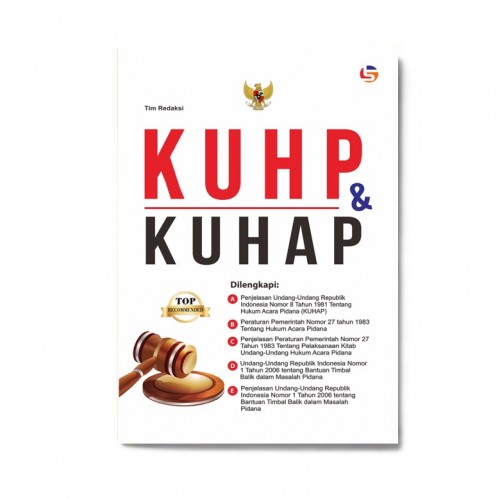 Tim Redaksi
KUHP
&
KUHAP
Dilengkapi:
A Penjelasan Undang-Undang Republik
Indonesia Nomor 8 Tahun 1981 Tentang
Hukum Acara Pidana (KUHAP)
B Peraturan Pemerintah Nomor 27 tahun 1983
Tentang Hukum Acara Pidana
C Penjelasan Peraturan Pemerintah Nomor 27
Tahun 1983 Tentang Pelaksanaan Kitab
Undang-Undang Hukum Acara Pidana
D Undang-Undang Republik Indonesia Nomor
1 Tahun 2006 tentang Bantuan Timbal
Balik dalam Masalah Pidana
E Penjelasan Undang-Undang Republik
Indonesia Nomor 1 Tahun 2006 tentang
Bantuan Timbal Balik dalam Masalah
Pidana
TOP
RECOMMENDED